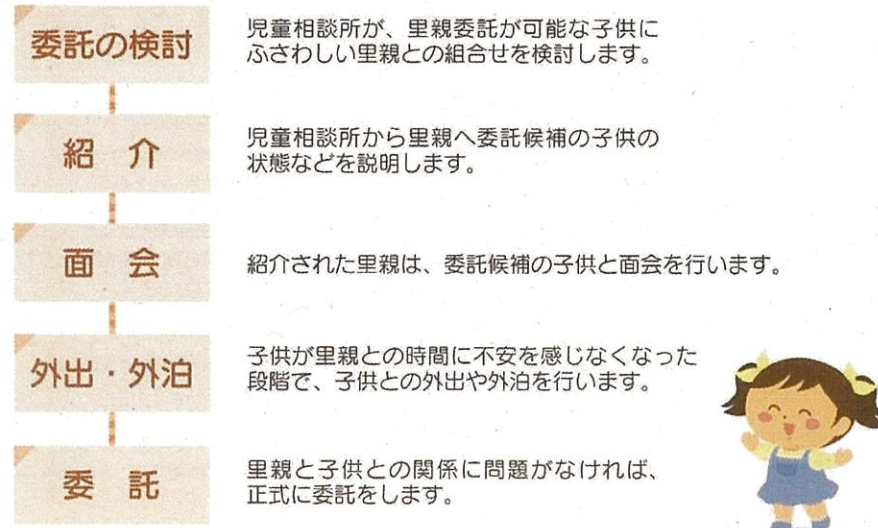 委託の検討
児童相談所が、里親委託が可能な子供に
ふさわしい里親との組合せを検討します。
紹　介
児童相談所から里親へ委託候補の子供の
状態などを説明します。
面　会
紹介された里親は、委託候補の子供と面会を行います。
外出・外泊
子供が里親との時間に不安を感じなくなった
段階で、子供との外出や外泊を行います。
委　託
里親と子供との関係に問題がなければ、
正式に委託をします。